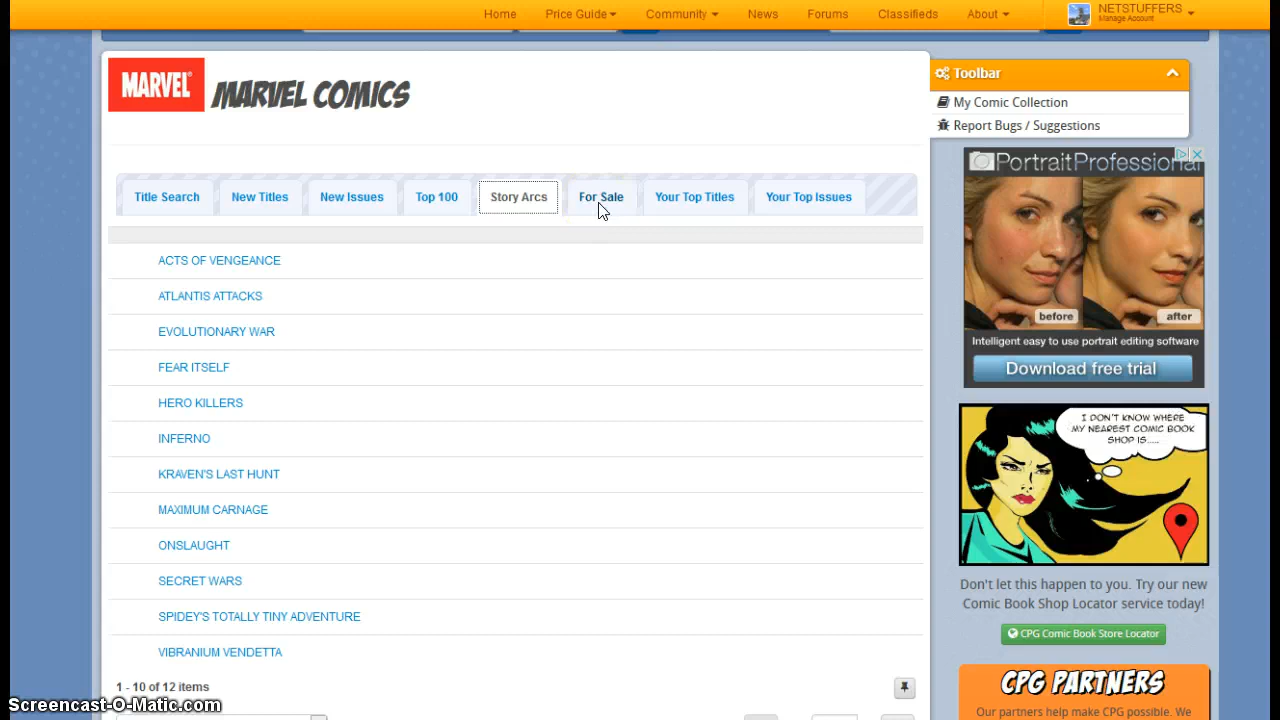 Home Price Guide Community News Forums Classifieds About NETSTUFFERS
Manage Account
MARVEL MARVEL COMICS
Title Search New Titles New Issues Top 100 Story Arcs For Sale Your Top Titles Your Top Issues
ACTS OF VENGEANCE
ATLANTIS ATTACKS
EVOLUTIONARY WAR
FEAR ITSELF
HERO KILLERS
INFERNO
KRAVEN'S LAST HUNT
MAXIMUM CARNAGE
ONSLAUGHT
SECRET WARS
SPIDEY'S TOTALLY TINY ADVENTURE
VIBRANIUM VENDETTA
1 - 10 of 12 items
Toolbar
My Comic Collection
Report Bugs / Suggestions
PortraitProfessional
before after
Intelligent easy to use portrait editing software
Download free trial
I DON'T KNOW WHERE
MY NEAREST COMIC BOOK
SHOP IS.....
Don't let this happen to you. Try our new
Comic Book Shop Locator service today!
CPG Comic Book Store Locator
CPG PARTNERS
Our partners help make CPG possible. We
Screencast-O-Matic.com